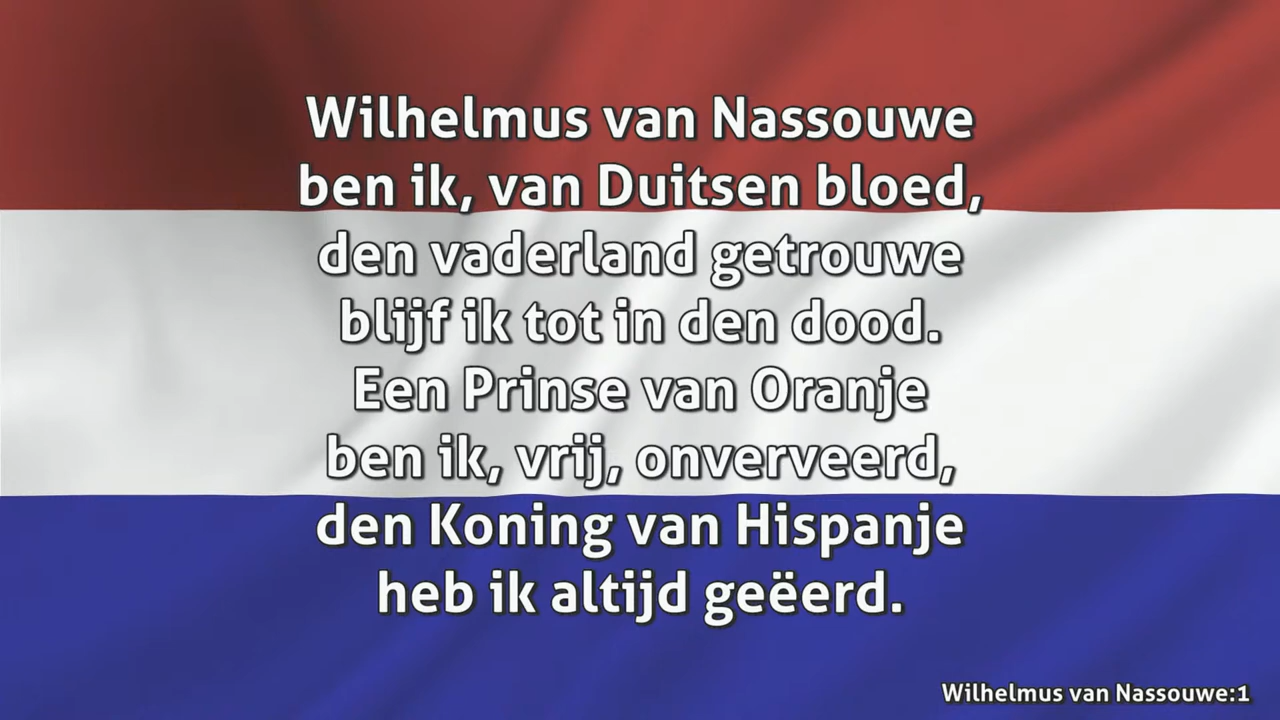 Wilhelmus van Nassouwe
ben ik, van Duitsen bloed,
den vaderland getrouwe
blijf ik tot in den dood.
Een Prinse van Oranje
ben ik, vrij, onverveerd,
den Koning van Hispanje
heb ik altijd geëerd.
Wilhelmus van Nassouwe:1